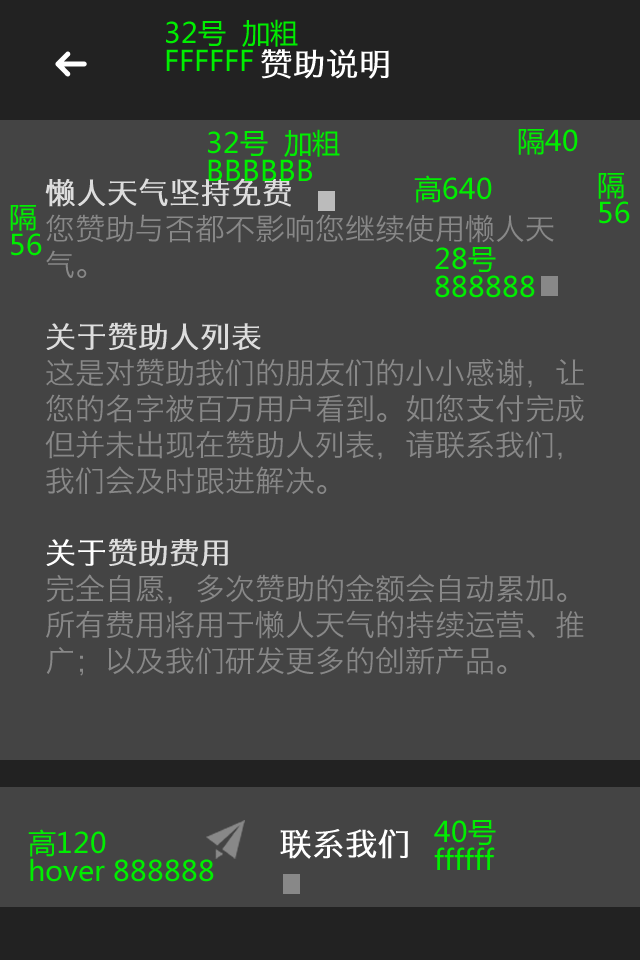 32号 加粗
FFFFFF
赞助说明
32号 加粗
BBBBBB
隔40
懒人天气坚持免费
高640
隔
56
隔
56
您赞助与否都不影响您继续使用懒人天
气。
28号
888888
关于赞助人列表
这是对赞助我们的朋友们的小小感谢，让
您的名字被百万用户看到。如您支付完成
但并未出现在赞助人列表，请联系我们，
我们会及时跟进解决。
关于赞助费用
完全自愿，多次赞助的金额会自动累加。
所有费用将用于懒人天气的持续运营、推
广；以及我们研发更多的创新产品。
高120
hover 888888
联系我们
40号
ffffff